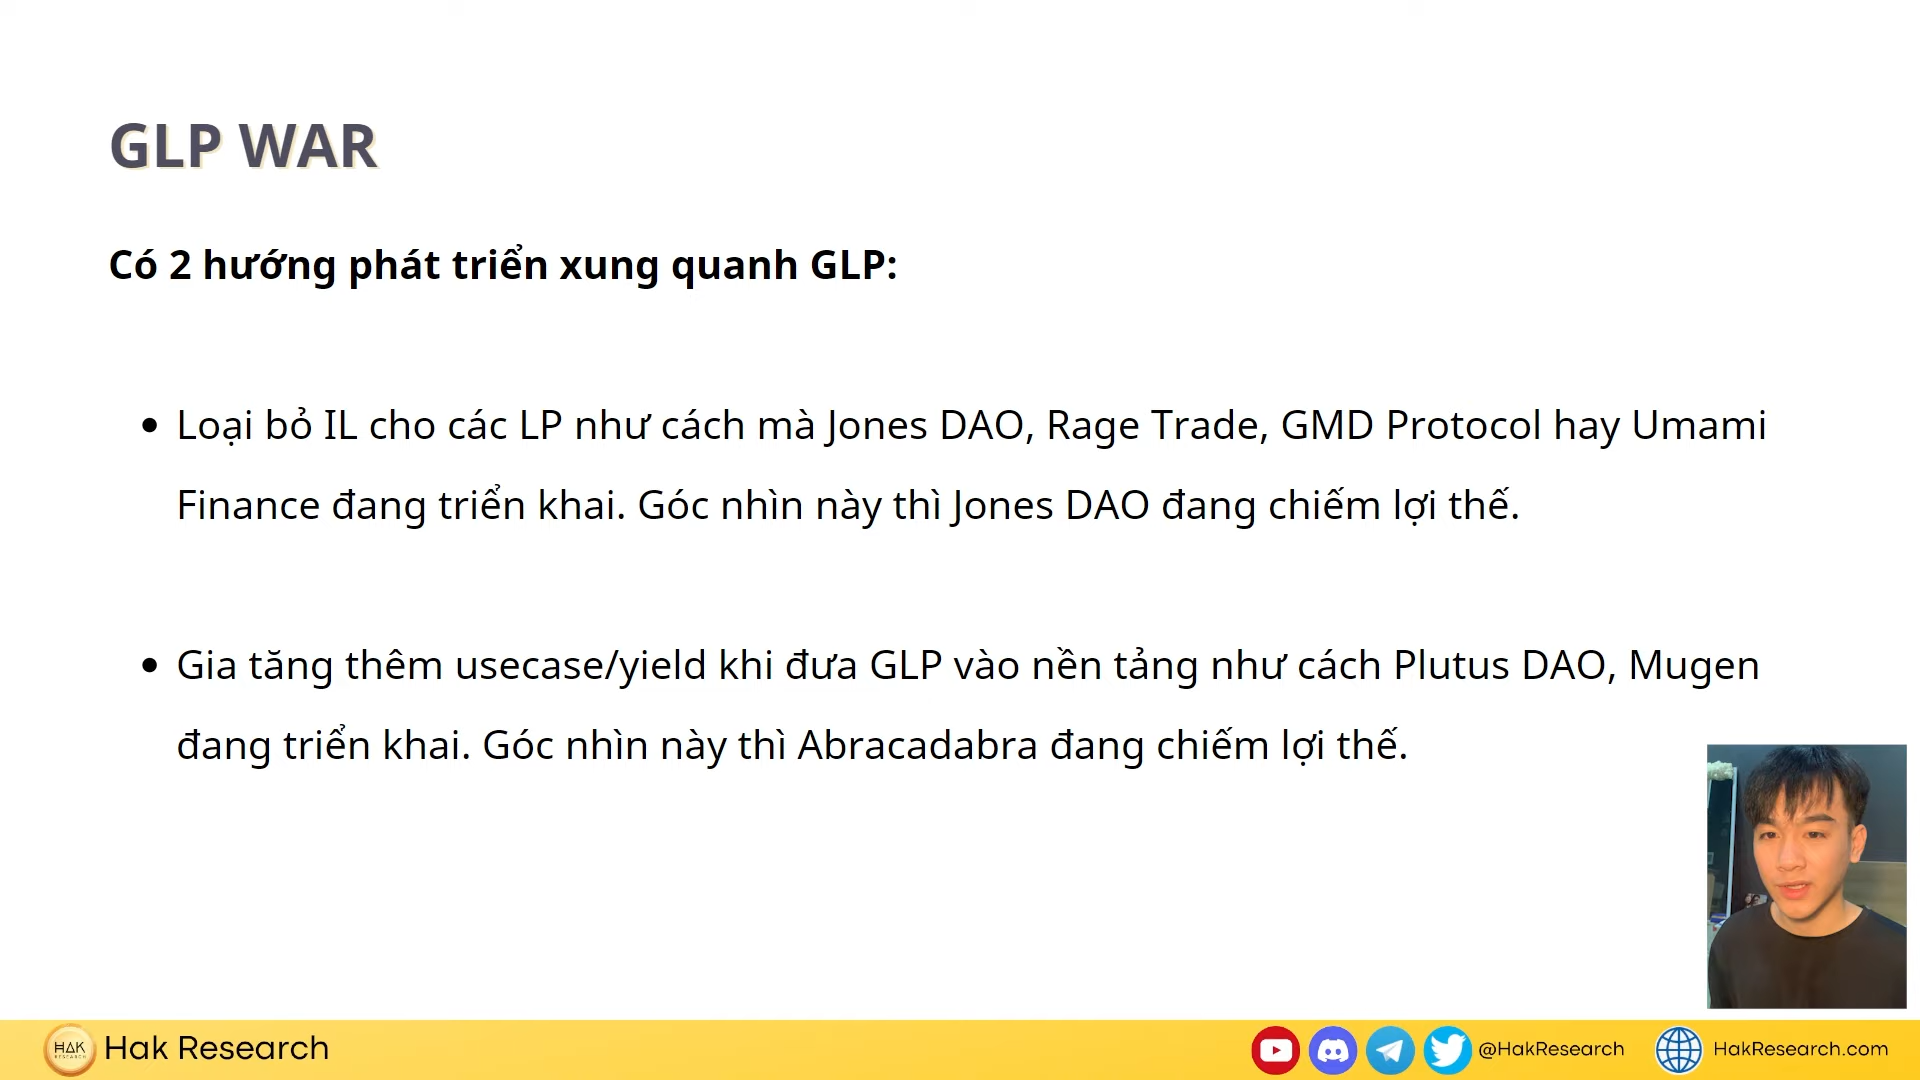 GLP WAR
Có 2 hướng phát triển xung quanh GLP:
• Loại bỏ IL cho các LP như cách mà Jones DAO, Rage Trade, GMD Protocol hay Umami
Finance đang triển khai. Góc nhìn này thì Jones DAO đang chiếm lợi thế.
• Gia tăng thêm usecase/yield khi đưa GLP vào nền tảng như cách Plutus DAO, Mugen
đang triển khai. Góc nhìn này thì Abracadabra đang chiếm lợi thế.
HAK
RESEARCH
Hak Research
@HakResearch
HakResearch.com